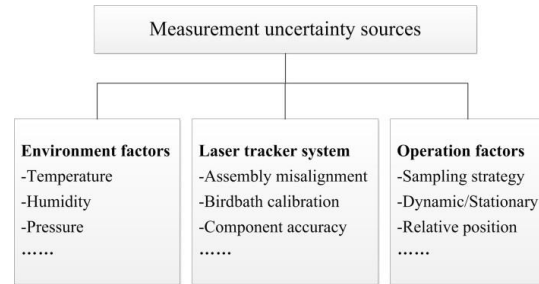 Measurement uncertainty sources
Environment factors
-Temperature
-Humidity
-Pressure
……
Laser tracker system
-Assembly misalignment
-Birdbath calibration
-Component accuracy
……
Operation factors
-Sampling strategy
-Dynamic/Stationary
-Relative position
……